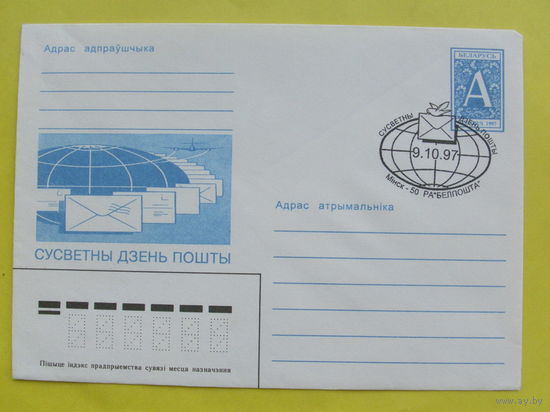 Адрас адпраўшчыка
БЕЛАРУСЬ
А
1997
СУСВЕТНЫ ДЗЕНЬ ПОШТЫ
9.10.97
Мінск - 50 РА"БЕЛПОШТА"
Адрас атрымальніка
СУСВЕТНЫ ДЗЕНЬ ПОШТЫ
Пішыце індэкс прадпрыемства сувязі месца назначэння
www.ay.by